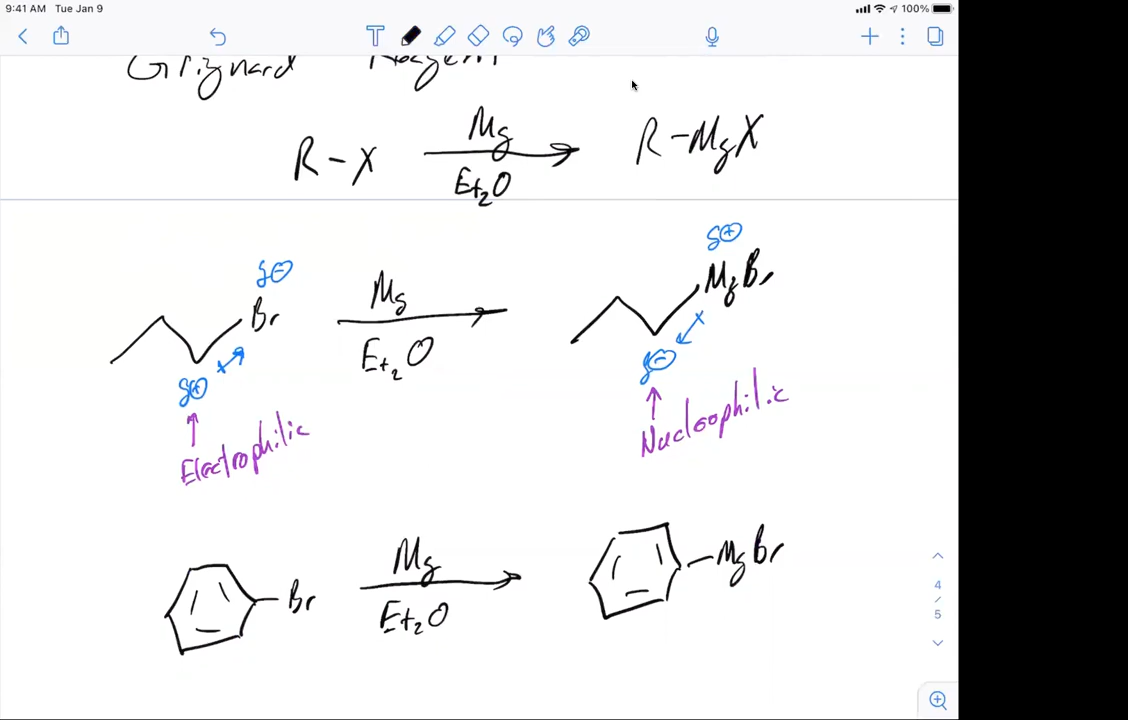 9:41 AM Tue Jan 9
100%
T
Grignard Reagent
R-X Mg Et₂O R-MgX
δ⊖ δ⊕
Br Mg Et₂O MgBr
δ⊕ δ⊖
Electrophilic Nucleophilic
Br Mg Et₂O MgBr
4
/
5